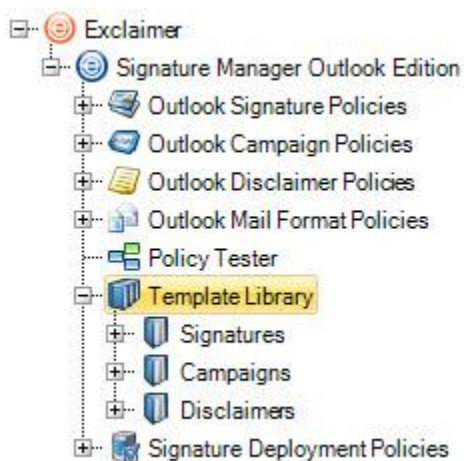 Exclaimer
Signature Manager Outlook Edition
Outlook Signature Policies
Outlook Campaign Policies
Outlook Disclaimer Policies
Outlook Mail Format Policies
Policy Tester
Template Library
Signatures
Campaigns
Disclaimers
Signature Deployment Policies